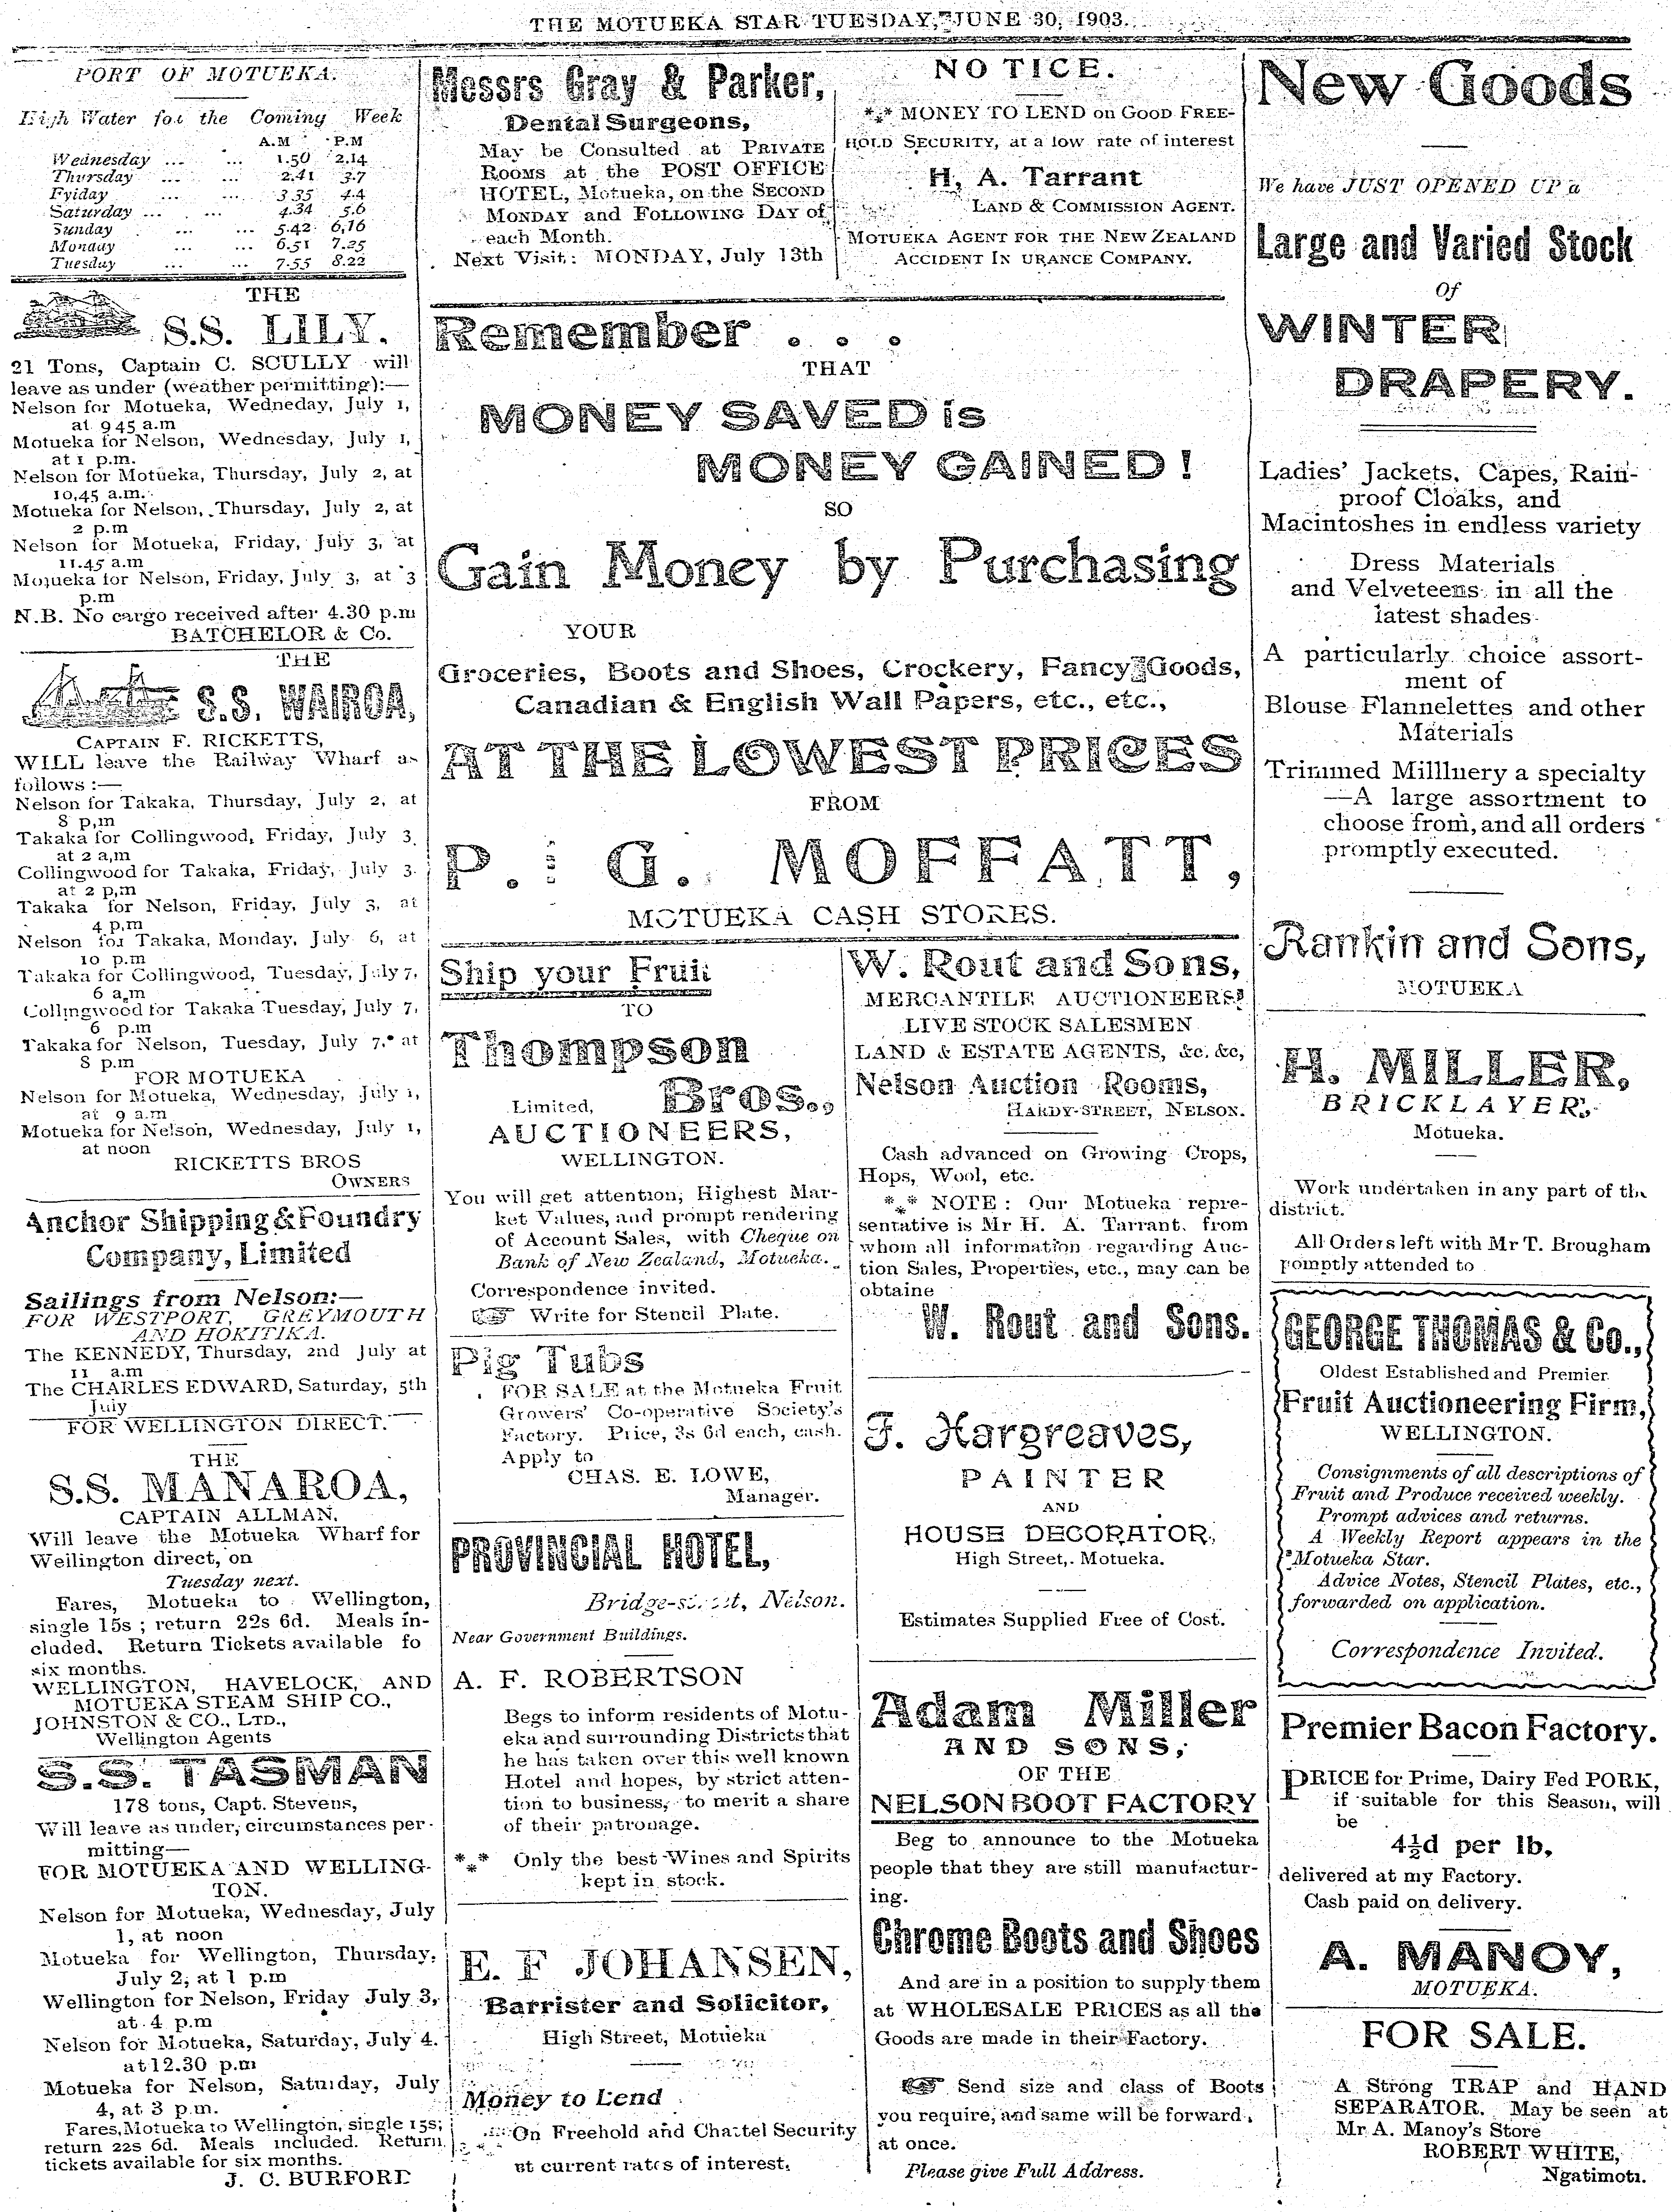 THE MOTUEKA STAR TUESDAY, JUNE 30, 1903.
PORT OF MOTUEKA.
High Water for the Coming Week
A.M P.M
Wednesday ... ... 1.50 2.14
Thursday ... ... 2.41 3.7
Fyiday ... ... 3.35 4.4
Saturday ... ... 4.34 5.6
Sunday ... ... 5.42 6.16
Monday ... ... 6.51 7.25
Tuesday ... ... 7.55 8.22
THE
S.S. LILY.
21 Tons, Captain C. SCULLY will
leave as under (weather permitting):—
Nelson for Motueka, Wedneday, July 1,
at 9 45 a.m
Motueka for Nelson, Wednesday, July 1,
at 1 p.m.
Nelson for Motueka, Thursday, July 2, at
10,45 a.m.
Motueka for Nelson, Thursday, July 2, at
2 p.m
Nelson for Motueka, Friday, July 3, at
11.45 a.m
Motueka for Nelson, Friday, July 3, at 3
p.m
N.B. No cargo received after 4.30 p.m
BATCHELOR & Co.
THE
S.S. WAIROA,
CAPTAIN F. RICKETTS,
WILL leave the Railway Wharf as
follows :—
Nelson for Takaka, Thursday, July 2, at
8 p,m
Takaka for Collingwood, Friday, July 3,
at 2 a,m
Collingwood for Takaka, Friday, July 3.
at 2 p,m
Takaka for Nelson, Friday, July 3, at
4 p,m
Nelson for Takaka, Monday, July 6, at
10 p.m
Takaka for Collingwood, Tuesday, July 7,
6 a,m
Collingwood for Takaka Tuesday, July 7,
6 p.m
Takaka for Nelson, Tuesday, July 7, at
8 p.m
FOR MOTUEKA
Nelson for Motueka, Wednesday, July 1,
at 9 a.m
Motueka for Nelson, Wednesday, July 1,
at noon
RICKETTS BROS
OWNERS
Anchor Shipping & Foundry
Company, Limited
Sailings from Nelson:—
FOR WESTPORT, GREYMOUTH
AND HOKITIKA.
The KENNEDY, Thursday, 2nd July at
11 a.m
The CHARLES EDWARD, Saturday, 5th
July
FOR WELLINGTON DIRECT.
THE
S.S. MANAROA,
CAPTAIN ALLMAN.
Will leave the Motueka Wharf for
Wellington direct, on
Tuesday next.
Fares, Motueka to Wellington,
single 15s ; return 22s 6d. Meals in-
cluded. Return Tickets available fo
six months.
WELLINGTON, HAVELOCK, AND
MOTUEKA STEAM SHIP CO.,
JOHNSTON & CO., LTD.,
Wellington Agents
S.S. TASMAN
178 tons, Capt. Stevens,
Will leave as under, circumstances per-
mitting—
FOR MOTUEKA AND WELLING-
TON.
Nelson for Motueka, Wednesday, July
1, at noon
Motueka for Wellington, Thursday,
July 2, at 1 p.m
Wellington for Nelson, Friday July 3,
at 4 p.m
Nelson for Motueka, Saturday, July 4.
at 12.30 p.m
Motueka for Nelson, Saturday, July
4, at 3 p.m.
Fares, Motueka to Wellington, single 15s;
return 22s 6d. Meals included. Return
tickets available for six months.
J. C. BURFORD
Messrs Gray & Parker,
Dental Surgeons,
May be Consulted at PRIVATE
ROOMS at the POST OFFICE
HOTEL, Motueka, on the SECOND
MONDAY and FOLLOWING DAY of
each Month.
Next Visit: MONDAY, July 13th
NOTICE.
*** MONEY TO LEND on GOOD FREE-
HOLD SECURITY, at a low rate of interest
H. A. Tarrant
LAND & COMMISSION AGENT.
MOTUEKA AGENT FOR THE NEW ZEALAND
ACCIDENT IN URANCE COMPANY.
Remember . . .
THAT
MONEY SAVED is
MONEY GAINED !
SO
Gain Money by Purchasing
YOUR
Groceries, Boots and Shoes, Crockery, Fancy Goods,
Canadian & English Wall Papers, etc., etc.,
AT THE LOWEST PRICES
FROM
P. G. MOFFATT,
MOTUEKA CASH STORES.
Ship your Fruit
TO
Thompson
Bros.,
Limited,
AUCTIONEERS,
WELLINGTON.
You will get attention, Highest Mar-
ket Values, and prompt rendering
of Account Sales, with Cheque on
Bank of New Zealand, Motueka.
Correspondence invited.
Write for Stencil Plate.
Pig Tubs
FOR SALE at the Motueka Fruit
Growers' Co-operative Society's
Factory. Price, 3s 6d each, cash.
Apply to
CHAS. E. LOWE,
Manager.
PROVINCIAL HOTEL,
Bridge-street, Nelson.
Near Government Buildings.
A. F. ROBERTSON
Begs to inform residents of Motu-
eka and surrounding Districts that
he has taken over this well known
Hotel and hopes, by strict atten-
tion to business, to merit a share
of their patronage.
*** Only the best Wines and Spirits
kept in stock.
E. F JOHANSEN,
Barrister and Solicitor,
High Street, Motueka
Money to Lend
On Freehold and Chattel Security
at current rates of interest.
W. Rout and Sons,
MERCANTILE AUCTIONEERS,
LIVE STOCK SALESMEN
LAND & ESTATE AGENTS, &c. &c,
Nelson Auction Rooms,
HARDY-STREET, NELSON.
Cash advanced on Growing Crops,
Hops, Wool, etc.
*** NOTE : Our Motueka repre-
sentative is Mr H. A. Tarrant, from
whom all information regarding Auc-
tion Sales, Properties, etc., may can be
obtaine
W. Rout and Sons.
J. Hargreaves,
PAINTER
AND
HOUSE DECORATOR,
High Street, Motueka.
Estimates Supplied Free of Cost.
Adam Miller
AND SONS,
OF THE
NELSON BOOT FACTORY
Beg to announce to the Motueka
people that they are still manufactur-
ing.
Chrome Boots and Shoes
And are in a position to supply them
at WHOLESALE PRICES as all the
Goods are made in their Factory.
Send size and class of Boots
you require, and same will be forward.
at once.
Please give Full Address.
New Goods
We have JUST OPENED UP a
Large and Varied Stock
Of
WINTER
DRAPERY.
Ladies' Jackets, Capes, Rain-
proof Cloaks, and
Macintoshes in endless variety
Dress Materials
and Velveteens in all the
latest shades
A particularly choice assort-
ment of
Blouse Flannelettes and other
Materials
Trimmed Milllnery a specialty
—A large assortment to
choose from, and all orders
promptly executed.
Rankin and Sons,
MOTUEKA
H. MILLER,
BRICKLAYER,
Motueka.
Work undertaken in any part of the
district.
All Orders left with Mr T. Brougham
promptly attended to
GEORGE THOMAS & Co.,
Oldest Established and Premier
Fruit Auctioneering Firm,
WELLINGTON.
Consignments of all descriptions of
Fruit and Produce received weekly.
Prompt advices and returns.
A Weekly Report appears in the
Motueka Star.
Advice Notes, Stencil Plates, etc.,
forwarded on application.
Correspondence Invited.
Premier Bacon Factory.
PRICE for Prime, Dairy Fed PORK,
if suitable for this Season, will
be
4½d per lb,
delivered at my Factory.
Cash paid on delivery.
A. MANOY,
MOTUEKA.
FOR SALE.
A Strong TRAP and HAND
SEPARATOR. May be seen at
Mr A. Manoy's Store
ROBERT WHITE,
Ngatimoti.